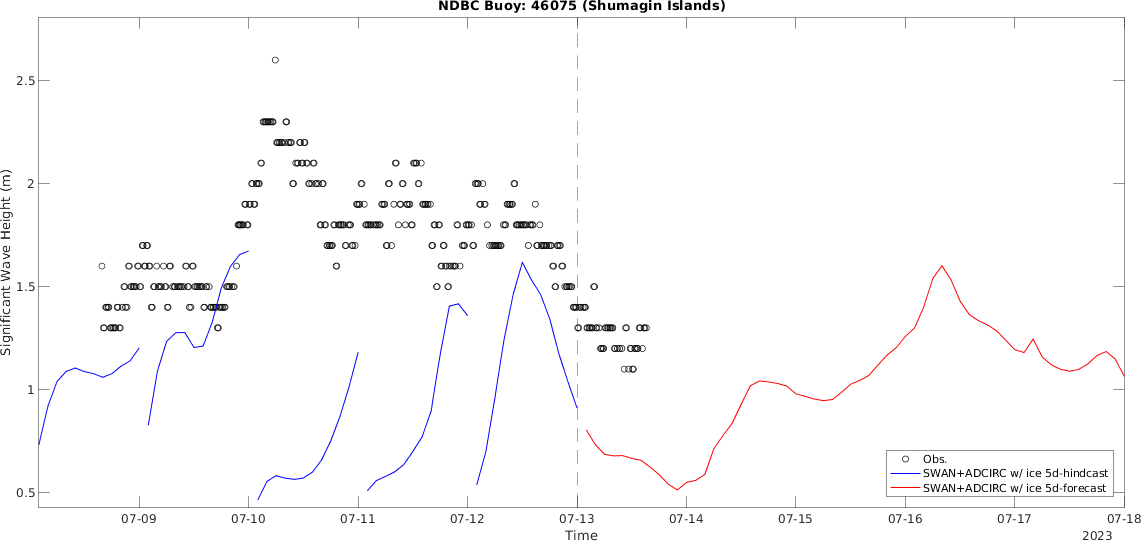 NDBC Buoy: 46075 (Shumagin Islands)
Significant Wave Height (m)
2.5
2
1.5
1
0.5
Obs.
SWAN+ADCIRC w/ ice 5d-hindcast
SWAN+ADCIRC w/ ice 5d-forecast
07-09 07-10 07-11 07-12 07-13 07-14 07-15 07-16 07-17 07-18
Time
2023